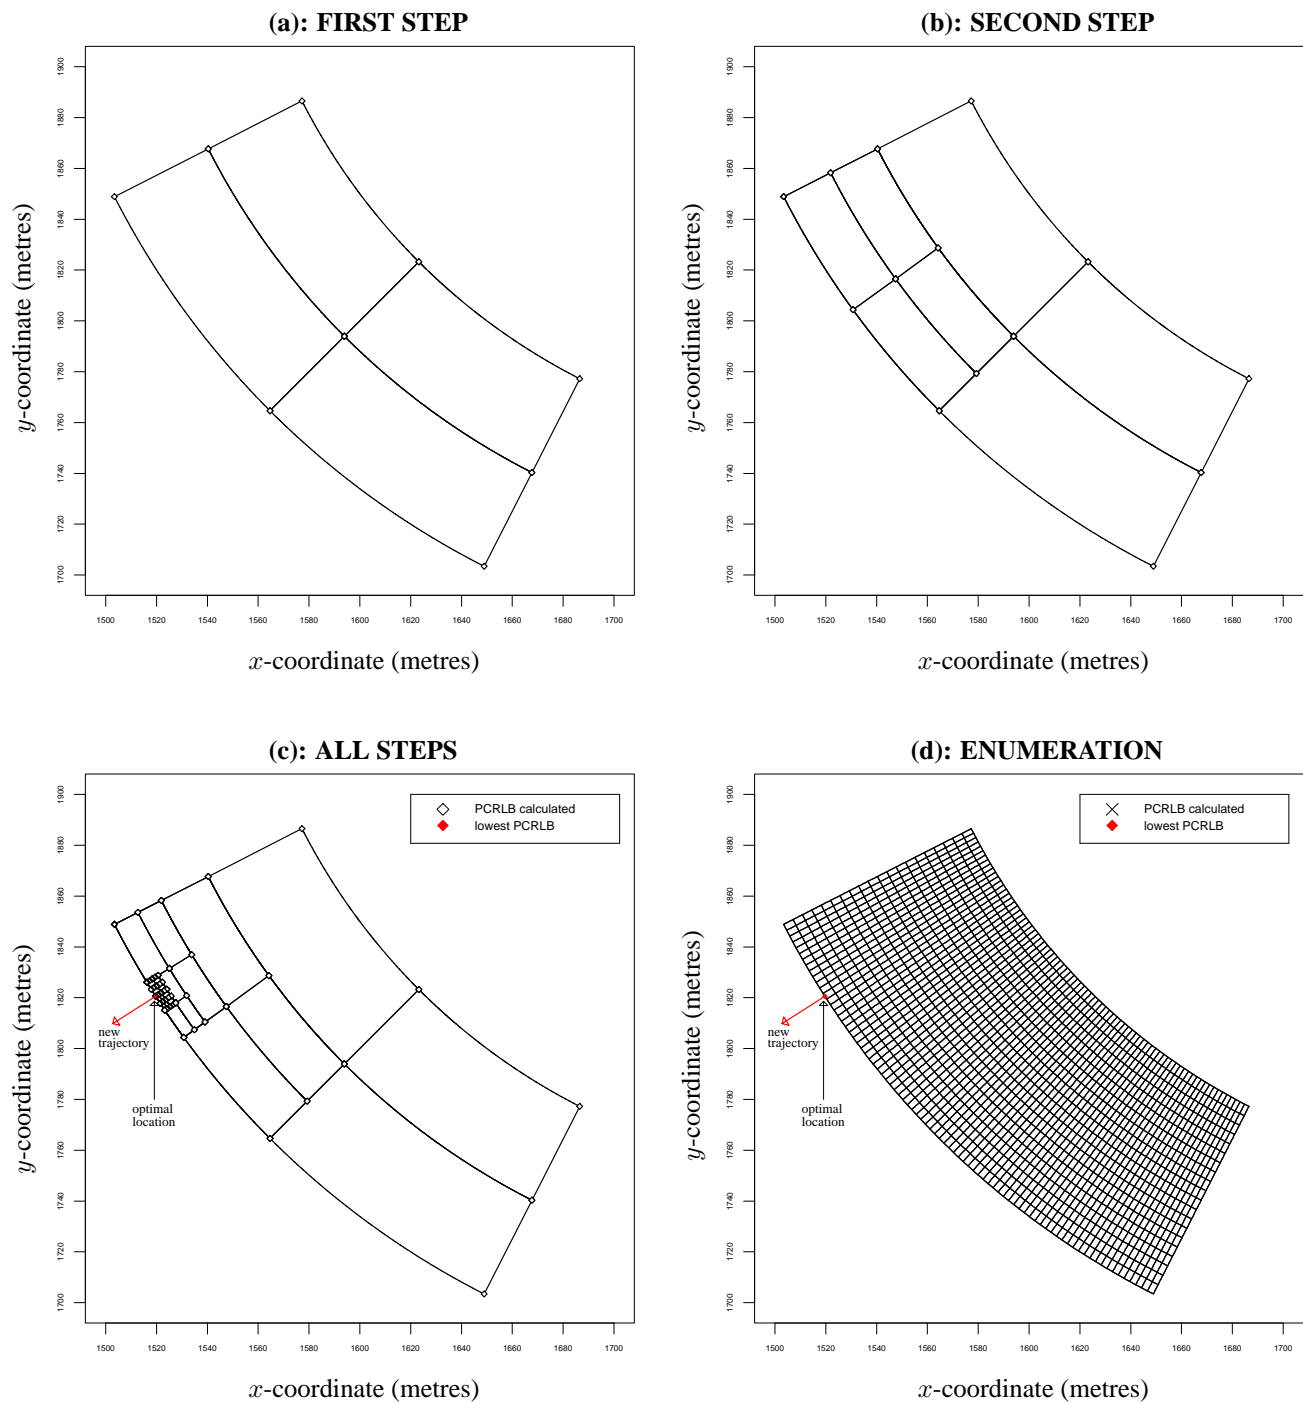 (a): FIRST STEP
1900
1880
1860
1840
1820
1800
1780
1760
1740
1720
1700
y-coordinate (metres)
1500 1520 1540 1560 1580 1600 1620 1640 1660 1680 1700
x-coordinate (metres)
(b): SECOND STEP
1900
1880
1860
1840
1820
1800
1780
1760
1740
1720
1700
y-coordinate (metres)
1500 1520 1540 1560 1580 1600 1620 1640 1660 1680 1700
x-coordinate (metres)
(c): ALL STEPS
PCRLB calculated
lowest PCRLB
1900
1880
1860
1840
1820
1800
1780
1760
1740
1720
1700
y-coordinate (metres)
new
trajectory
optimal
location
1500 1520 1540 1560 1580 1600 1620 1640 1660 1680 1700
x-coordinate (metres)
(d): ENUMERATION
PCRLB calculated
lowest PCRLB
1900
1880
1860
1840
1820
1800
1780
1760
1740
1720
1700
y-coordinate (metres)
new
trajectory
optimal
location
1500 1520 1540 1560 1580 1600 1620 1640 1660 1680 1700
x-coordinate (metres)